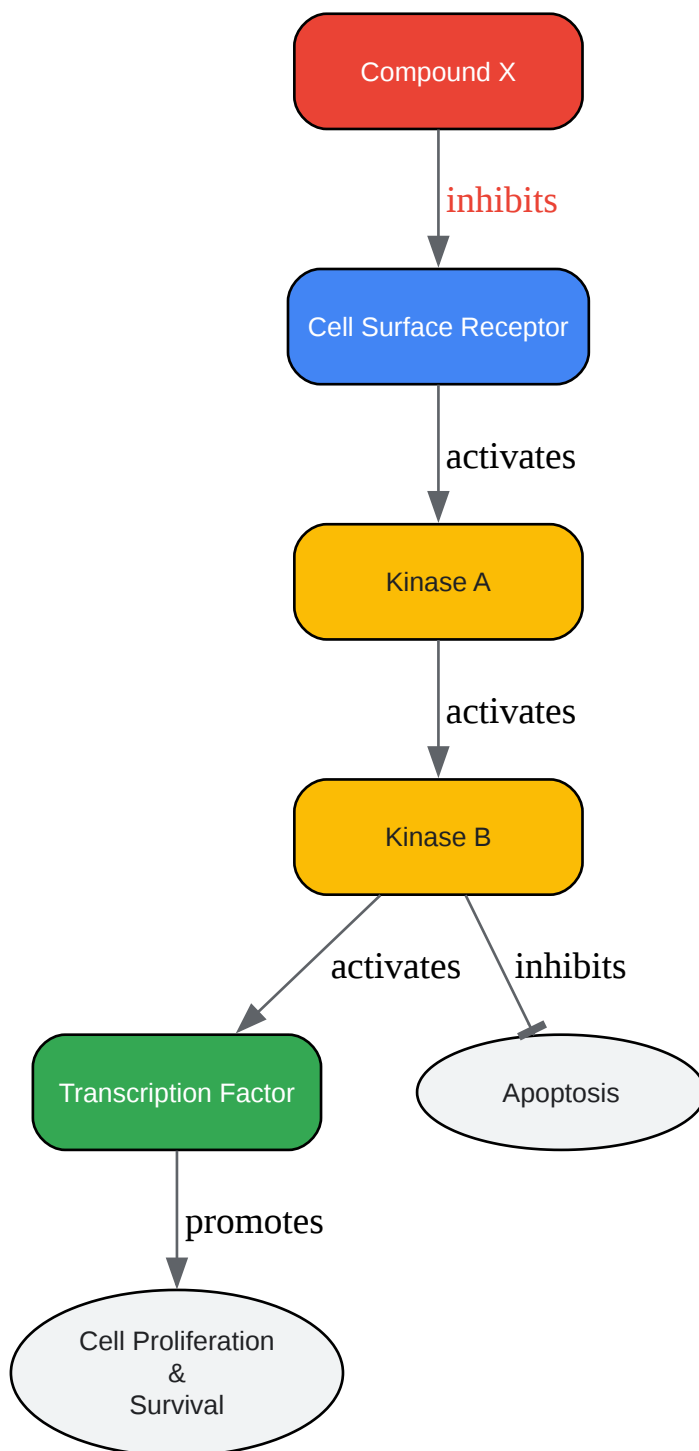 Compound X
inhibits
Cell Surface Receptor
activates
Kinase A
activates
Kinase B
activates
inhibits
Transcription Factor
Apoptosis
promotes
Cell Proliferation
&
Survival